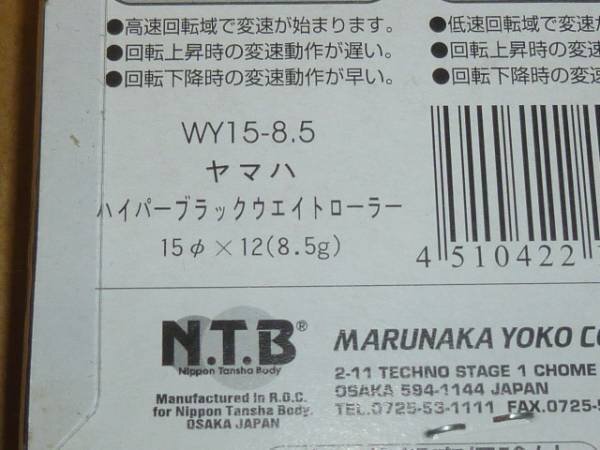 ●高速回転域で変速が始まります。
●回転上昇時の変速動作が遅い。
●回転下降時の変速動作が早い。
●低速回転域で
●回転上昇時の変速
●回転下降時の変速
WY15-8.5
ヤマハ
ハイパーブラックウエイトローラー
15φ×12(8.5g)
4 510422
N.T.B®
Nippon Tansha Body
Manufactured in R.O.C.
for Nippon Tansha Body.
OSAKA JAPAN
MARUNAKA YOKO CO
2-11 TECHNO STAGE 1 CHOME
OSAKA 594-1144 JAPAN
TEL.0725-53-1111 FAX.0725-5